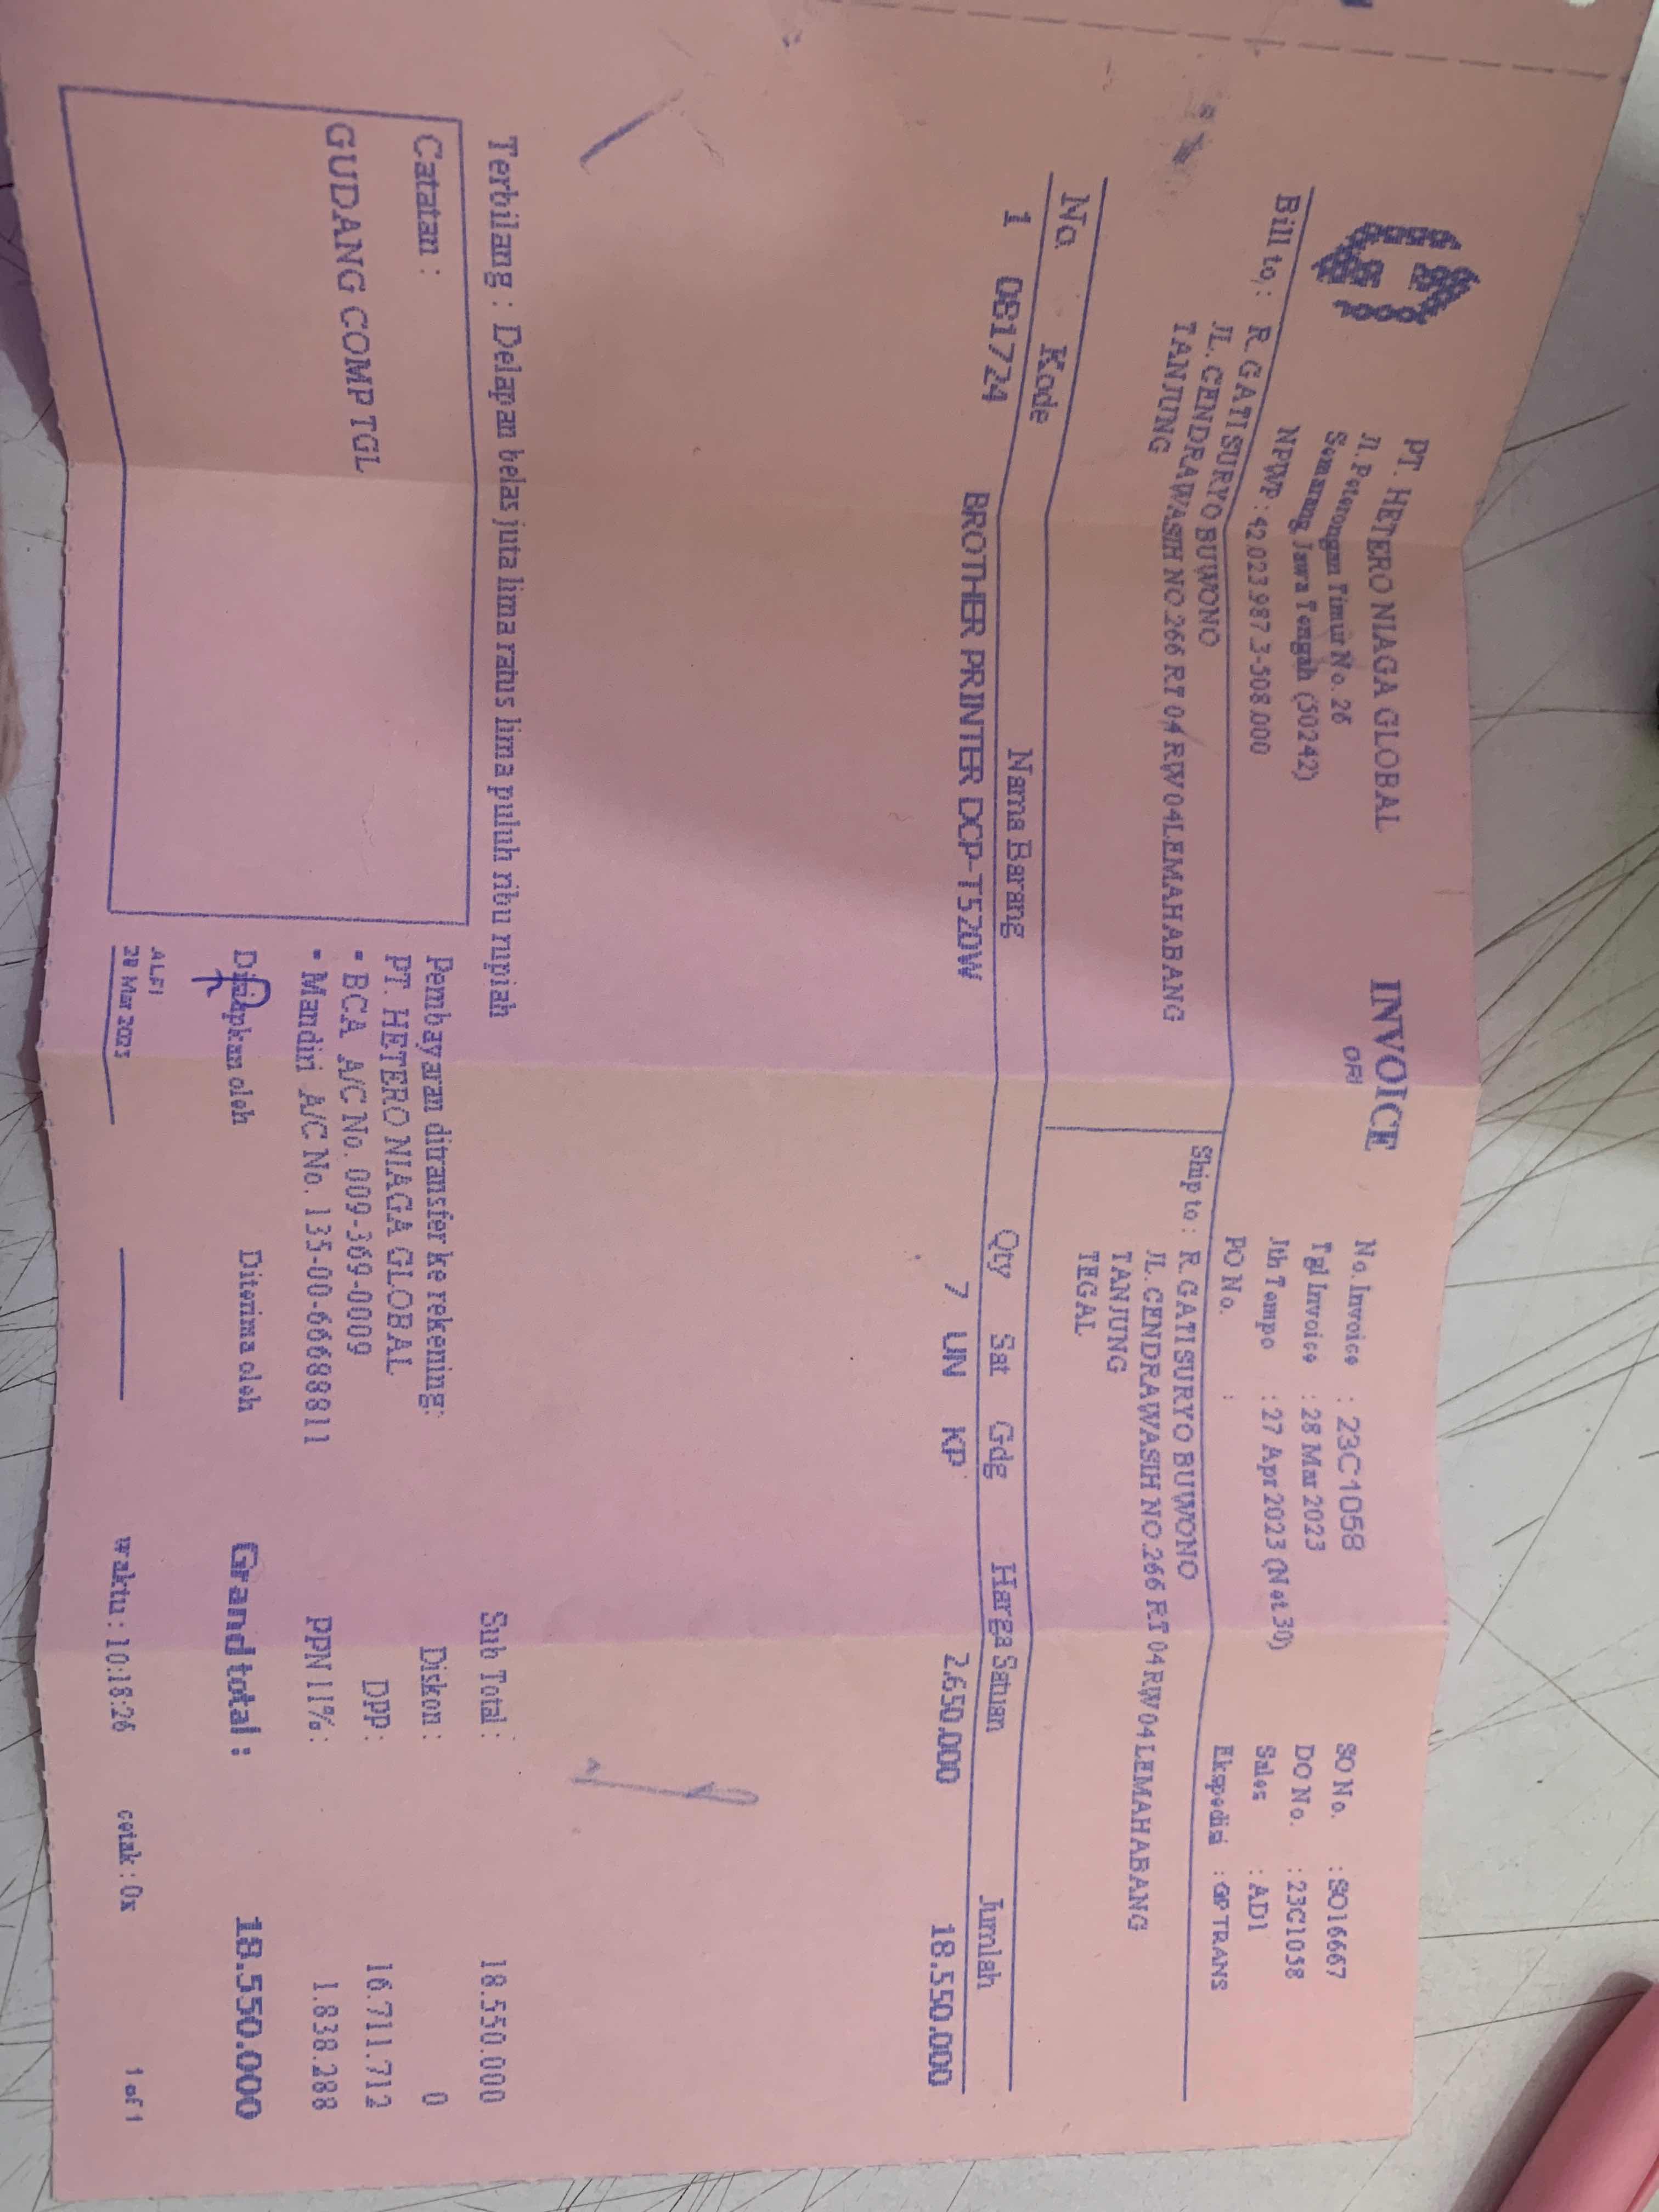 PT. HETERO NIAGA GLOBAL
Jl. Peterongan Timur No. 26
Semarang Jawa Tengah (50242)
NPWP : 42.023.987.3-508.000
INVOICE
ORI
No. Invoice : 23C1058
Tgl Invoice : 28 Mar 2023
Jth Tempo : 27 Apr 2023 (Net 30)
PO No. :
SO No. : SO16667
DO No. : 23C1058
Sales : AD1
Ekspedisi : GP TRANS
Bill to : R. GATI SURYO BUWONO
JL. CENDRAWASIH NO.266 RT 04 RW 04 LEMAHABANG
TANJUNG
Ship to : R. GATI SURYO BUWONO
JL. CENDRAWASIH NO.266 RT 04 RW 04 LEMAHABANG
TANJUNG
TEGAL
No. Kode Nama Barang Qty Sat Gdg Harga Satuan Jumlah
1 081724 BROTHER PRINTER DCP-T520W 7 UN KP 2.650.000 18.550.000
Terbilang : Delapan belas juta lima ratus lima puluh ribu rupiah
Catatan :
GUDANG COMP TGL
Pembayaran ditransfer ke rekening:
PT. HETERO NIAGA GLOBAL
• BCA A/C No. 009-369-0009
• Mandiri A/C No. 135-00-6668881 1
Disiapkan oleh
Diterima oleh
ALFI
28 Mar 2023
Sub Total : 18.550.000
Diskon : 0
DPP : 16.711.712
PPN 11% : 1.838.288
Grand total : 18.550.000
waktu : 10:18:26 cetak : 0x 1 of 1